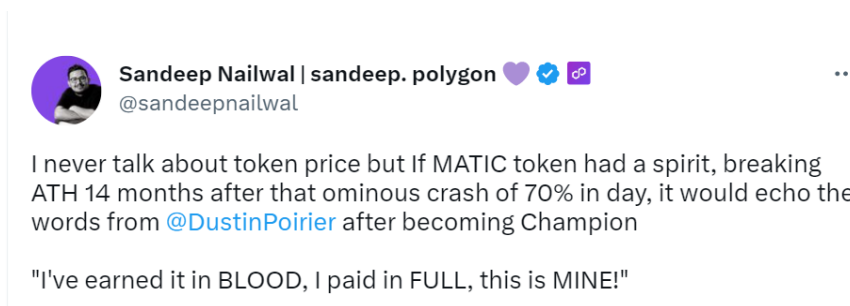 Sandeep Nailwal | sandeep. polygon 💜
@sandeepnailwal
I never talk about token price but If MATIC token had a spirit, breaking
ATH 14 months after that ominous crash of 70% in day, it would echo the
words from @DustinPoirier after becoming Champion
"I've earned it in BLOOD, I paid in FULL, this is MINE!"